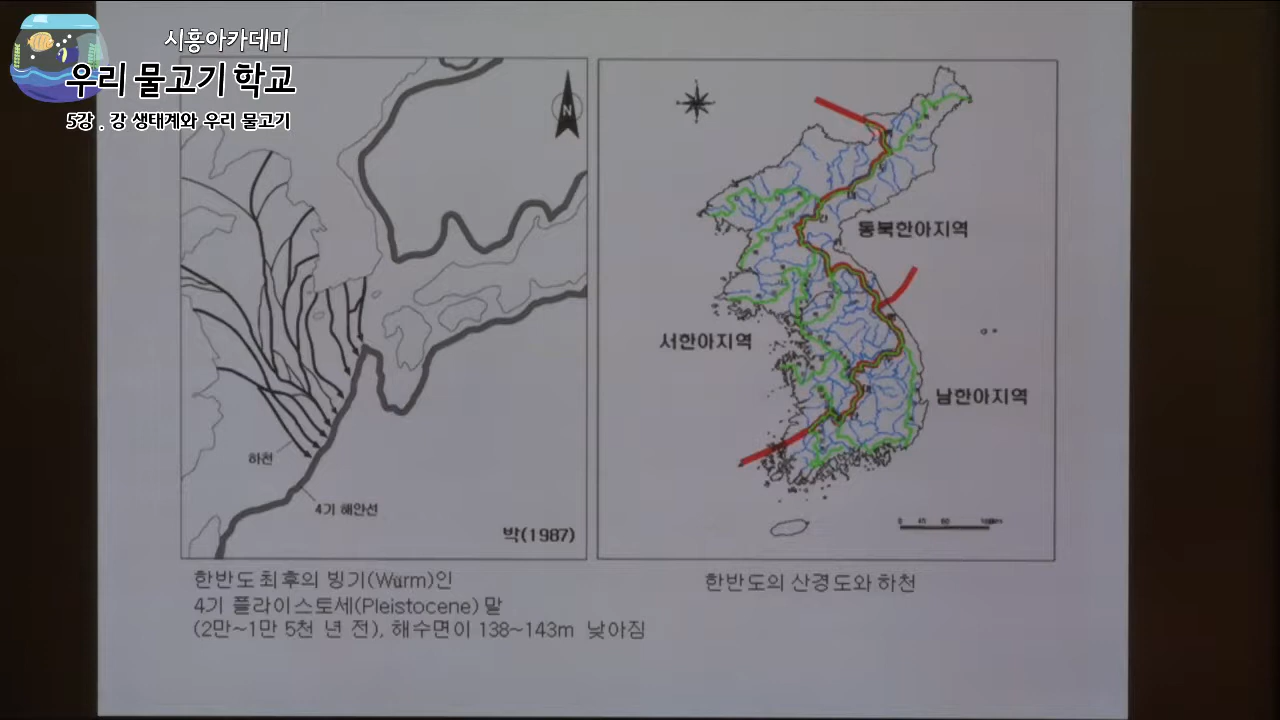 시흥아카데미
우리 물고기 학교
5강 . 강 생태계와 우리 물고기
N
하천
4기 해안선
박(1987)
동북한아지역
서한아지역
남한아지역
한반도 최후의 빙기(Würm)인
4기 플라이스토세(Pleistocene) 말
(2만~1만 5천 년 전), 해수면이 138~143m 낮아짐
한반도의 산경도와 하천